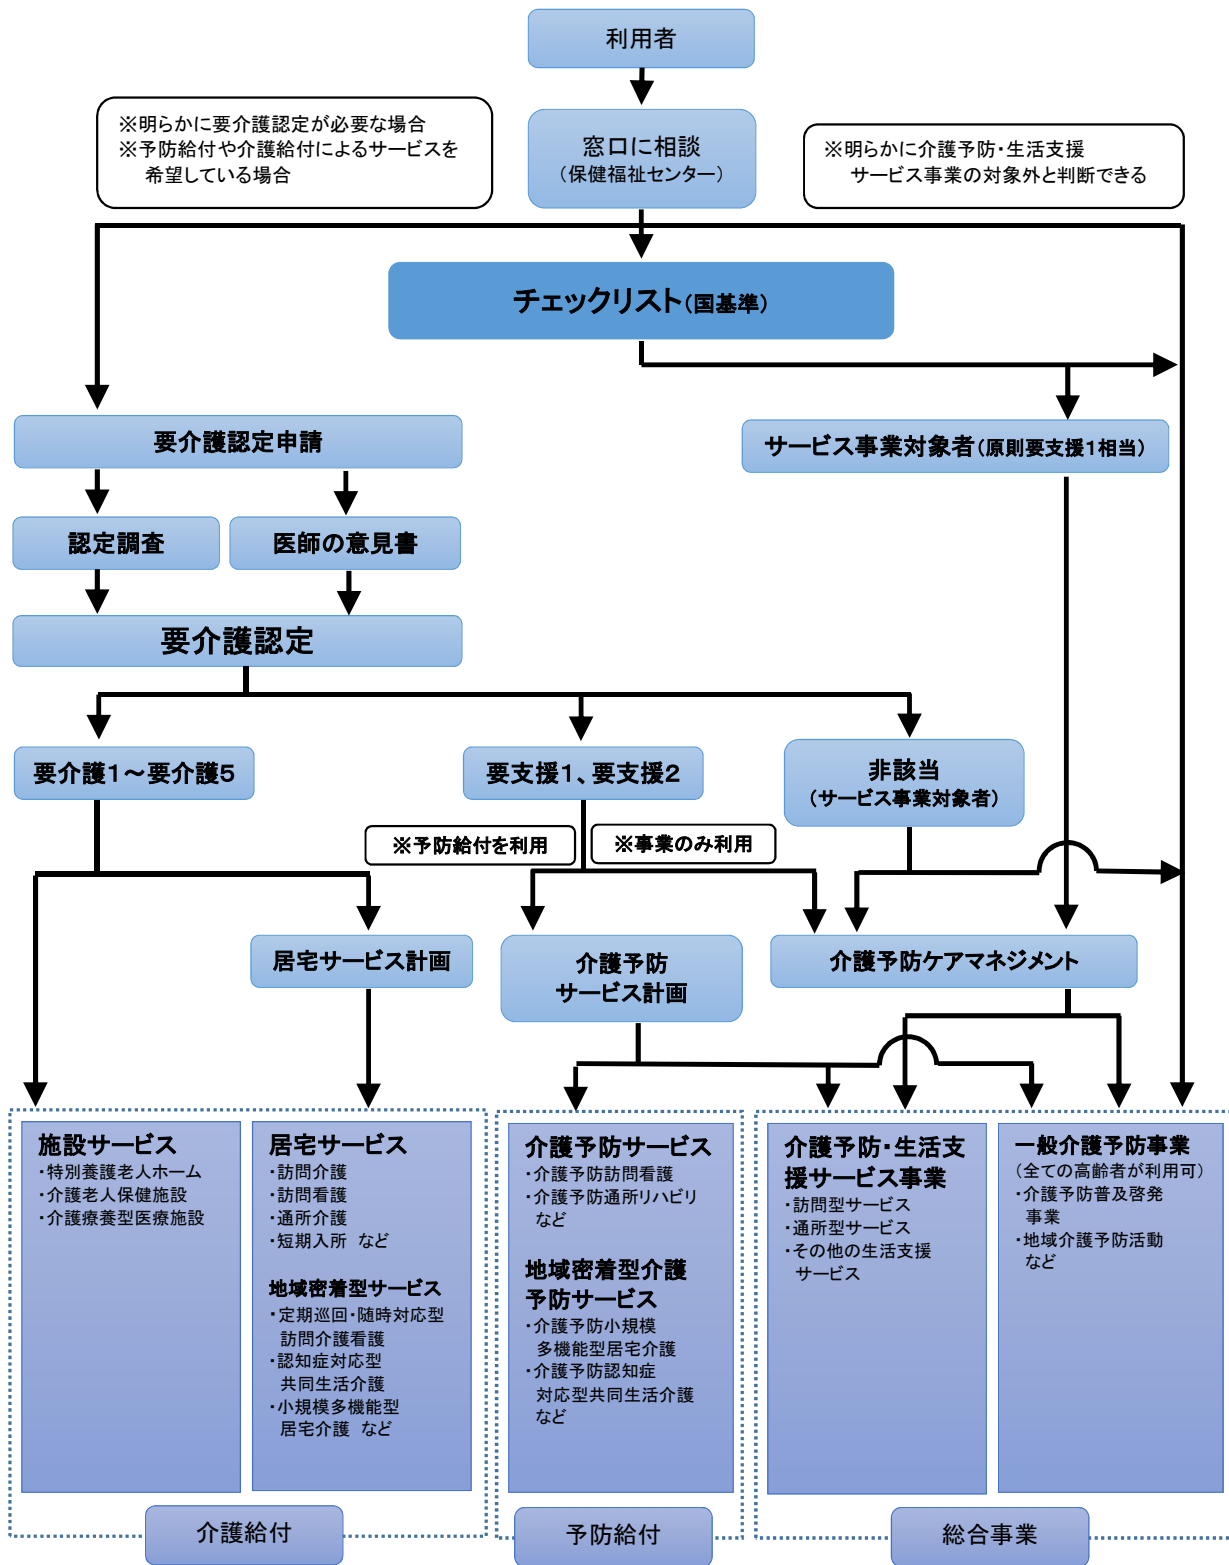 利用者
窓口に相談
（保健福祉センター）
※明らかに要介護認定が必要な場合
※予防給付や介護給付によるサービスを
希望している場合
※明らかに介護予防・生活支援
サービス事業の対象外と判断できる
チェックリスト（国基準）
要介護認定申請
サービス事業対象者（原則要支援1相当）
認定調査
医師の意見書
要介護認定
要介護1～要介護5
要支援1、要支援2
非該当
（サービス事業対象者）
※予防給付を利用
※事業のみ利用
居宅サービス計画
介護予防
サービス計画
介護予防ケアマネジメント
施設サービス
・特別養護老人ホーム
・介護老人保健施設
・介護療養型医療施設
居宅サービス
・訪問介護
・訪問看護
・通所介護
・短期入所 など
地域密着型サービス
・定期巡回・随時対応型
訪問介護看護
・認知症対応型
共同生活介護
・小規模多機能型
居宅介護 など
介護予防サービス
・介護予防訪問看護
・介護予防通所リハビリ
など
地域密着型介護
予防サービス
・介護予防小規模
多機能型居宅介護
・介護予防認知症
対応型共同生活介護
など
介護予防・生活支
援サービス事業
・訪問型サービス
・通所型サービス
・その他の生活支援
サービス
一般介護予防事業
（全ての高齢者が利用可）
・介護予防普及啓発
事業
・地域介護予防活動
など
介護給付
予防給付
総合事業